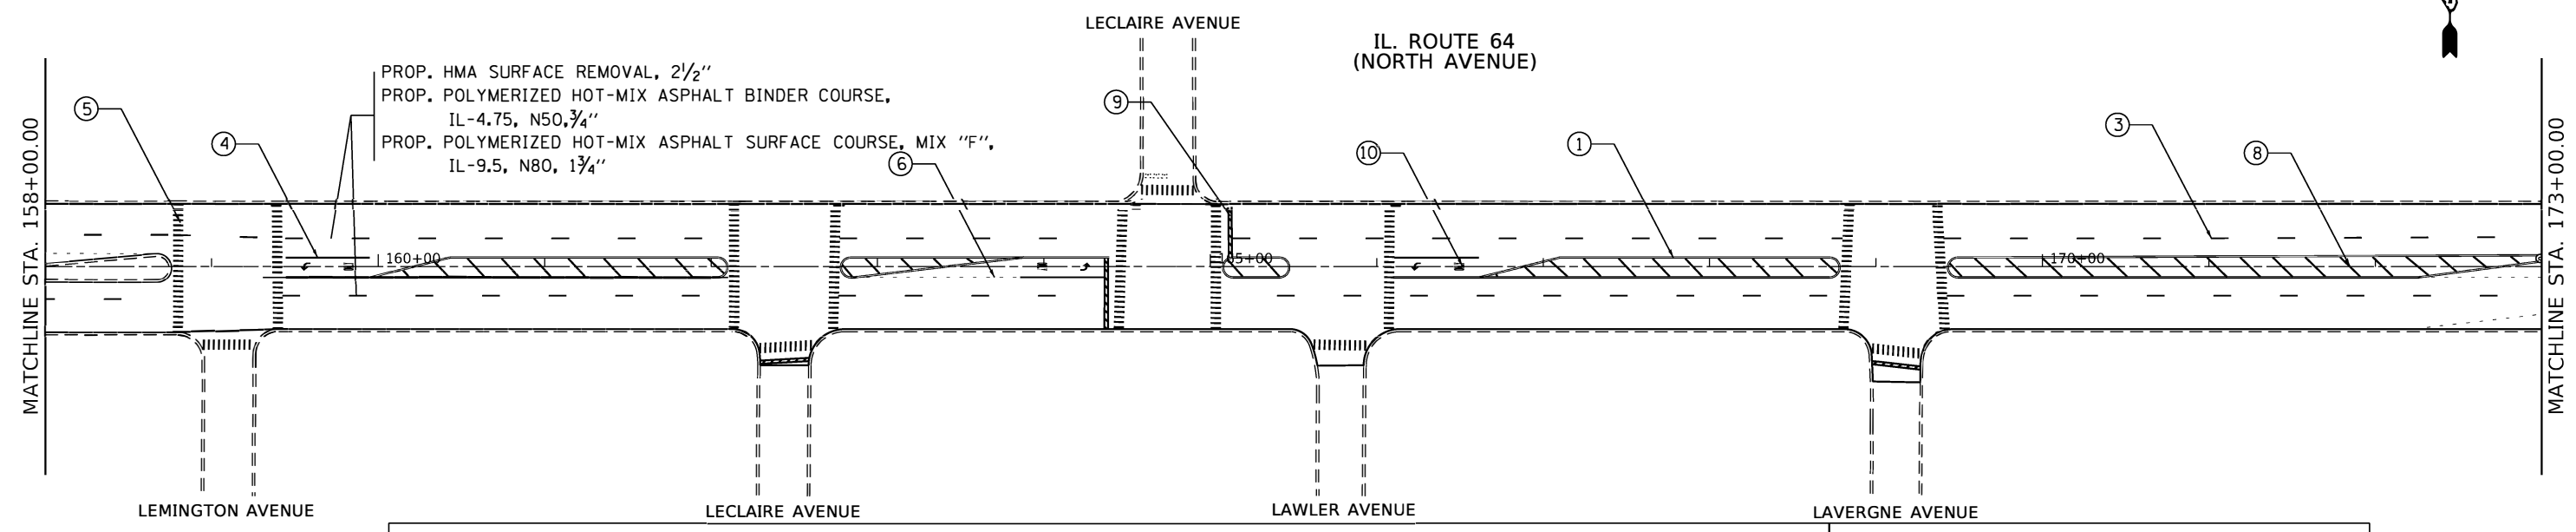 LECLAIRE AVENUE
IL. ROUTE 64
(NORTH AVENUE)
PROP. HMA SURFACE REMOVAL, 2½"
PROP. POLYMERIZED HOT-MIX ASPHALT BINDER COURSE,
IL-4.75, N50,¾"
PROP. POLYMERIZED HOT-MIX ASPHALT SURFACE COURSE, MIX "F",
IL-9.5, N80, 1¾"
5
4
6
9
10
1
3
8
MATCHLINE STA. 158+00.00
160+00
65+00
170+00
MATCHLINE STA. 173+00.00
LEMINGTON AVENUE
LECLAIRE AVENUE
LAWLER AVENUE
LAVERGNE AVENUE